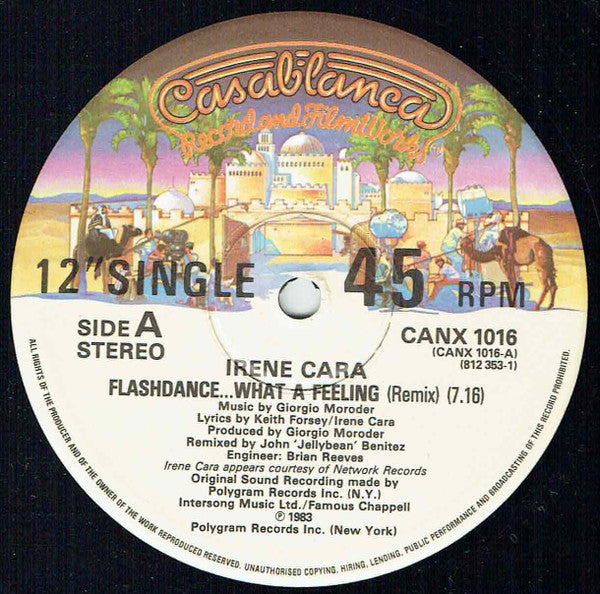 Casablanca
Record and FilmWorks
12" SINGLE 45 RPM
SIDE A
STEREO
CANX 1016
(CANX 1016-A)
(812 353-1)
IRENE CARA
FLASHDANCE...WHAT A FEELING (Remix) (7.16)
Music by Giorgio Moroder
Lyrics by Keith Forsey/Irene Cara
Produced by Giorgio Moroder
Remixed by John 'Jellybean' Benitez
Engineer: Brian Reeves
Irene Cara appears courtesy of Network Records
Original Sound Recording made by
Polygram Records Inc. (N.Y.)
Intersong Music Ltd./Famous Chappell
℗ 1983
Polygram Records Inc. (New York)
ALL RIGHTS OF THE PRODUCER AND OF THE OWNER OF THE WORK REPRODUCED RESERVED. UNAUTHORISED COPYING, HIRING, LENDING, PUBLIC PERFORMANCE AND BROADCASTING OF THIS RECORD PROHIBITED.